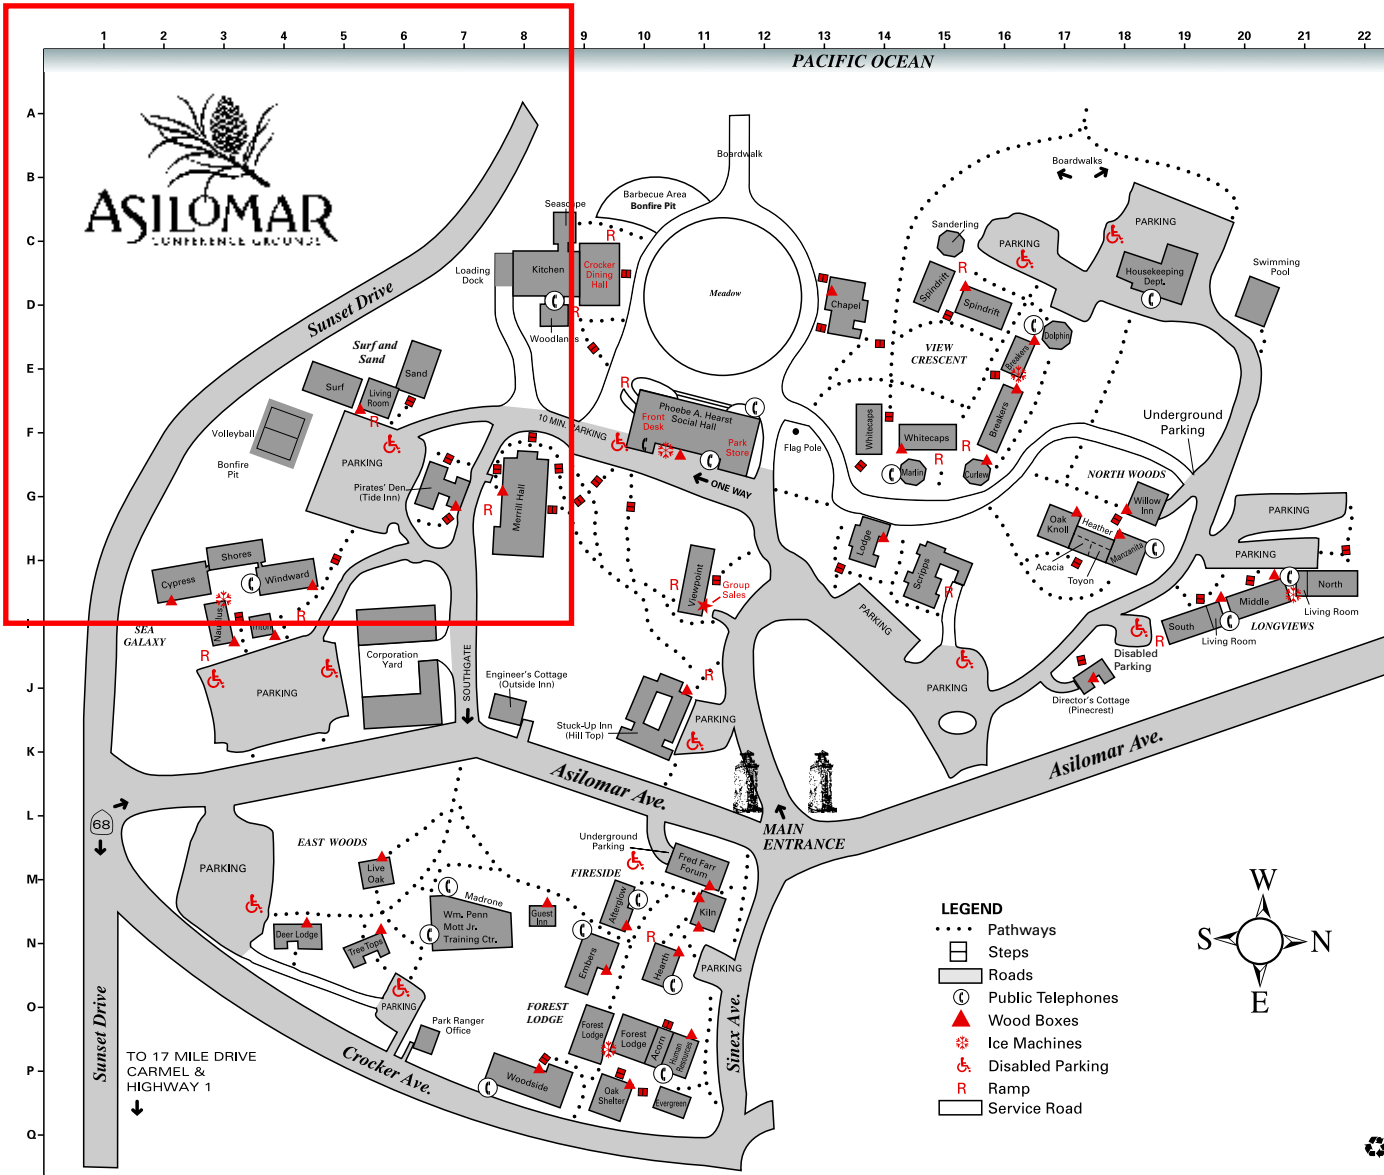 1 2 3 4 5 6 7 8 9 10 11 12 13 14 15 16 17 18 19 20 21 22
PACIFIC OCEAN
A
B
C
D
E
F
G
H
I
J
K
L
M
N
O
P
Q
ASILOMAR
CONFERENCE GROUNDS
Sunset Drive
Surf and
Sand
Surf
Living
Room
Sand
R
Volleyball
Bonfire
Pit
PARKING
Pirates' Den
(Tide Inn)
Merrill Hall
R
10 MIN. PARKING
Loading
Dock
Seascape
Kitchen
Crocker
Dining
Hall
R
R
Woodlands
Barbecue Area
Bonfire Pit
Boardwalk
Meadow
R
Phoebe A. Hearst
Social Hall
Front
Desk
Park
Store
ONE WAY
Flag Pole
Chapel
Boardwalks
Sanderling
R
Spindrift
Spindrift
PARKING
PARKING
Housekeeping
Dept.
Swimming
Pool
VIEW
CRESCENT
Dolphin
Breakers
Breakers
Whitecaps
Whitecaps
Marlin
R
R
Curlew
Underground
Parking
NORTH WOODS
Willow
Inn
Oak
Knoll
Heather
Manzanita
Acacia
Toyon
PARKING
PARKING
North
Middle
South
Living Room
Living Room
LONGVIEWS
R
Disabled
Parking
Director's Cottage
(Pinecrest)
Lodge
Scripps
R
PARKING
PARKING
Viewpoint
R
Group
Sales
Shores
Cypress
Windward
Nautilus
Triton
R
R
SEA
GALAXY
PARKING
Corporation
Yard
SOUTHGATE
Engineer's Cottage
(Outside Inn)
Stuck-Up Inn
(Hill Top)
R
PARKING
Asilomar Ave.
Asilomar Ave.
MAIN
ENTRANCE
68
PARKING
EAST WOODS
Live
Oak
Madrone
Wm. Penn
Mott Jr.
Training Ctr.
Deer Lodge
Tree Tops
PARKING
Park Ranger
Office
Underground
Parking
Fred Farr
Forum
FIRESIDE
Afterglow
Kiln
Guest
Inn
Embers
R
Hearth
PARKING
FOREST
LODGE
Forest
Lodge
Forest
Lodge
Acorn
Human
Resources
Woodside
Oak
Shelter
Evergreen
Sinex Ave.
Crocker Ave.
Sunset Drive
TO 17 MILE DRIVE
CARMEL &
HIGHWAY 1
LEGEND
Pathways
Steps
Roads
Public Telephones
Wood Boxes
Ice Machines
Disabled Parking
R Ramp
Service Road
W
S N
E